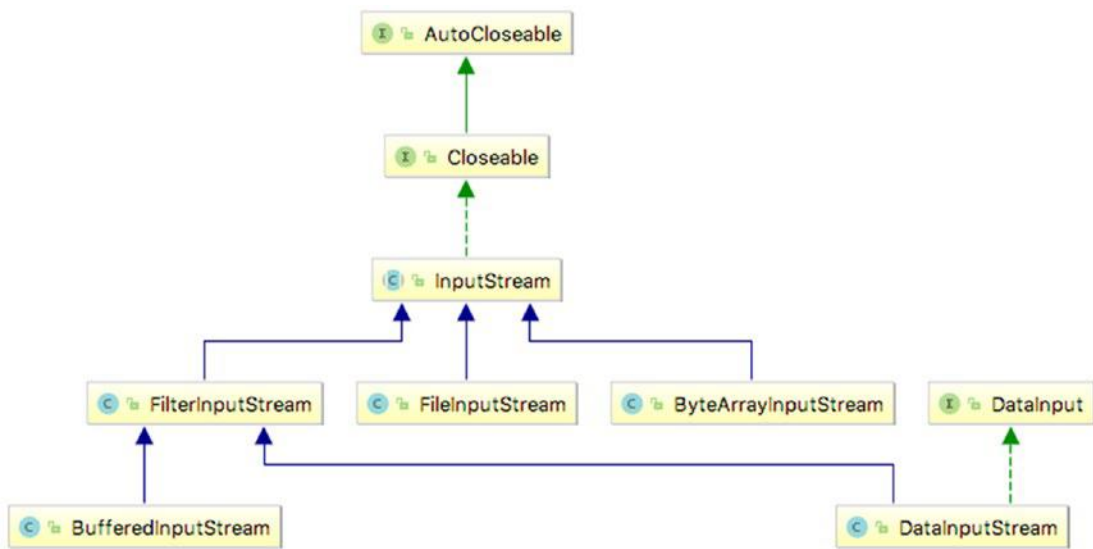 I AutoCloseable
I Closeable
C InputStream
C FilterInputStream
C FileInputStream
C ByteArrayInputStream
I DataInput
C BufferedInputStream
C DataInputStream